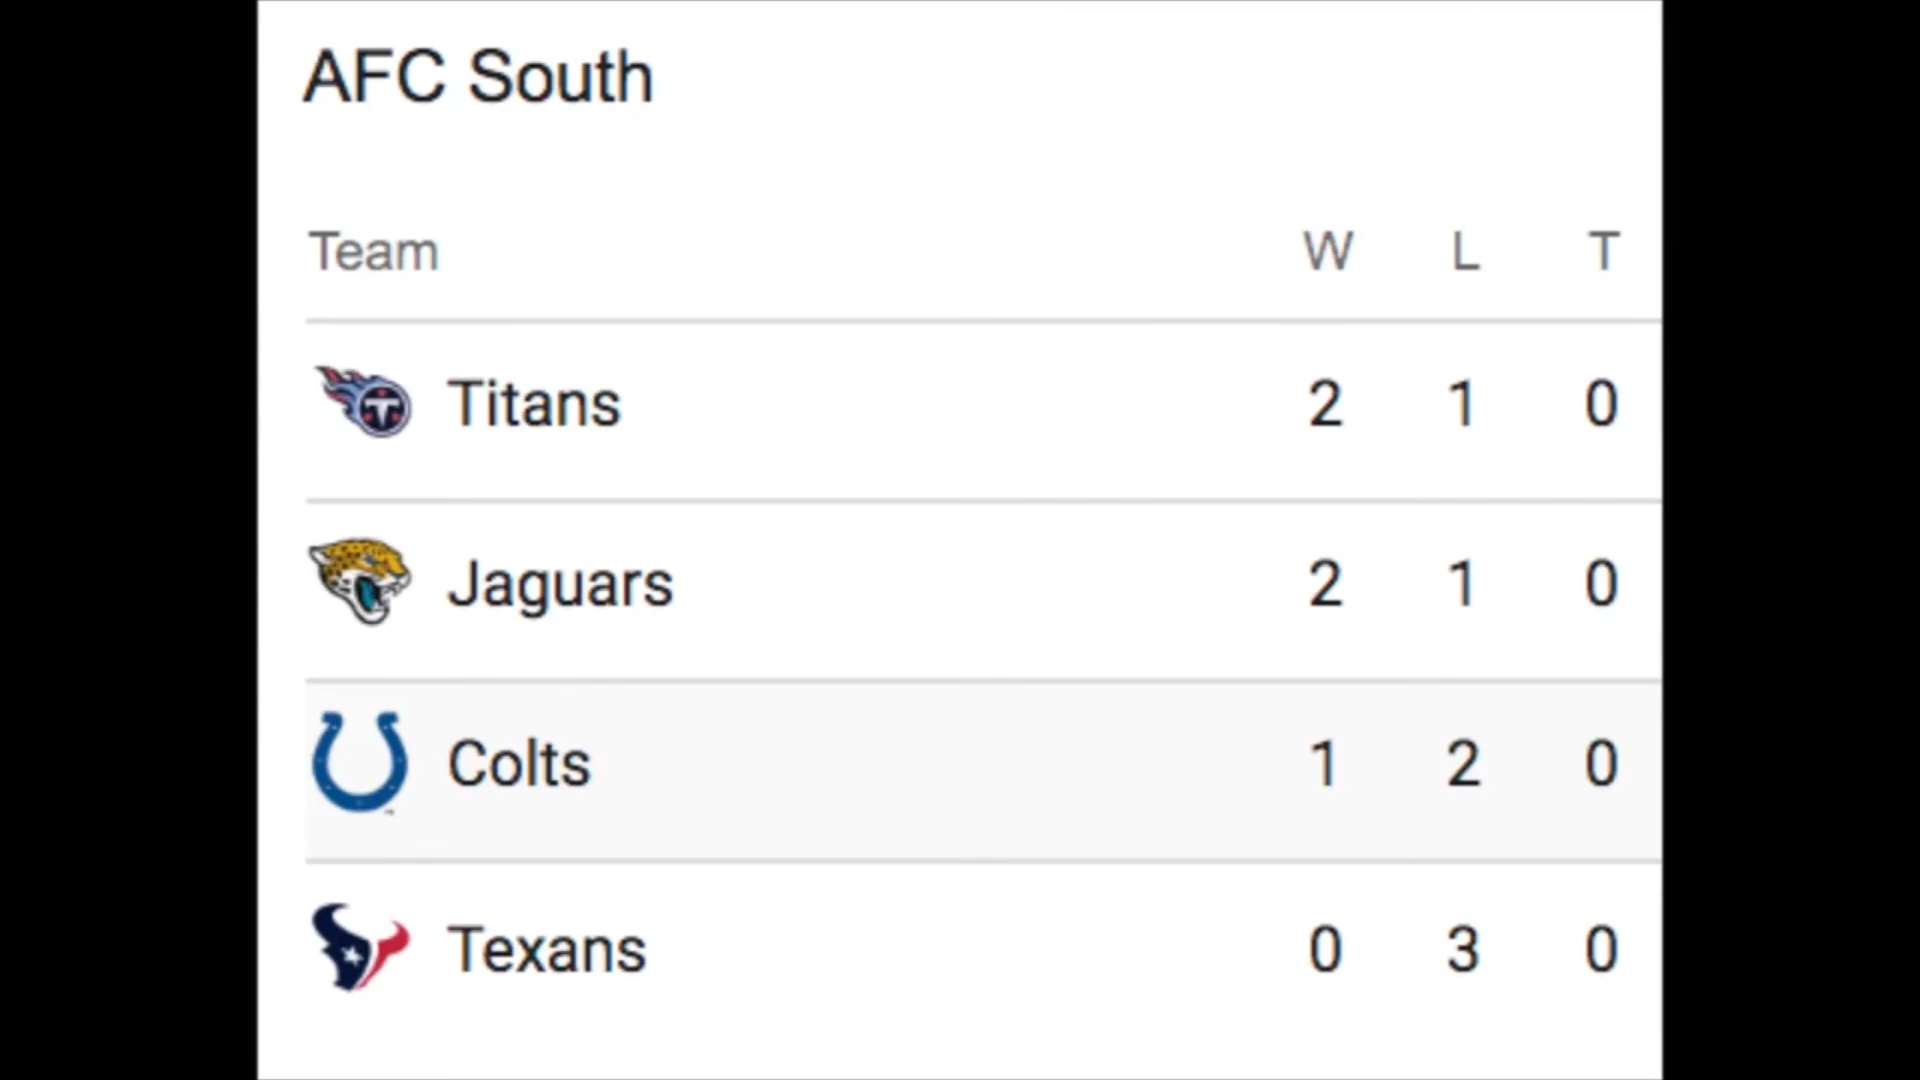 AFC South
Team W L T
Titans 2 1 0
Jaguars 2 1 0
Colts 1 2 0
Texans 0 3 0